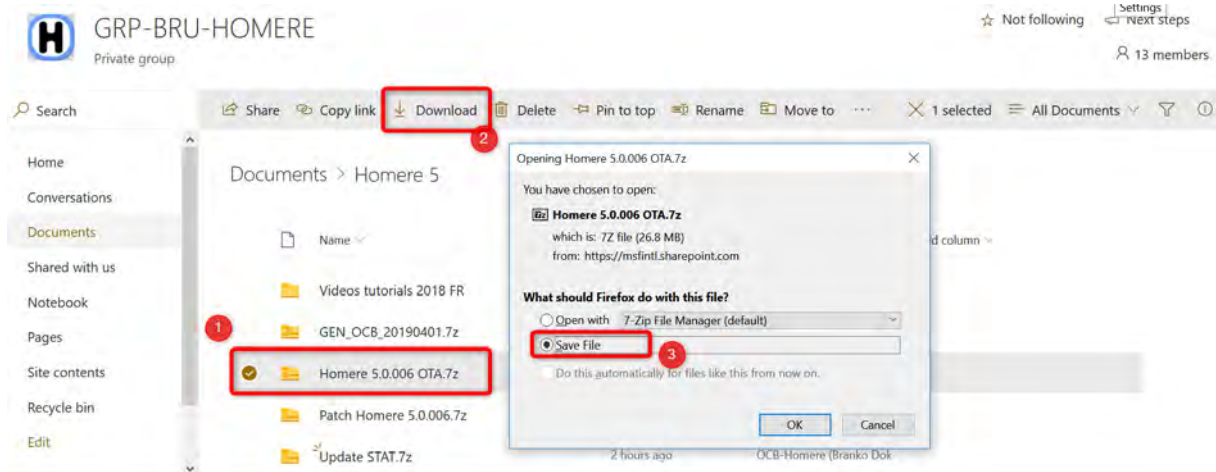 H
GRP-BRU-HOMERE
Private group
Not following
Settings
Next steps
13 members
Search
Share
Copy link
Download
Delete
Pin to top
Rename
Move to
...
1 selected
All Documents
2
Home
Conversations
Documents
Shared with us
Notebook
Pages
Site contents
Recycle bin
Edit
Documents > Homere 5
Name
d column
Videos tutorials 2018 FR
1
GEN_OCB_20190401.7z
Homere 5.0.006 OTA.7z
Patch Homere 5.0.006.7z
Update STAT.7z
2 hours ago
OCB-Homere (Branko Dok
Opening Homere 5.0.006 OTA.7z
You have chosen to open:
Homere 5.0.006 OTA.7z
which is: 7Z file (26.8 MB)
from: https://msfintl.sharepoint.com
What should Firefox do with this file?
Open with 7-Zip File Manager (default)
Save File
3
Do this automatically for files like this from now on.
OK
Cancel